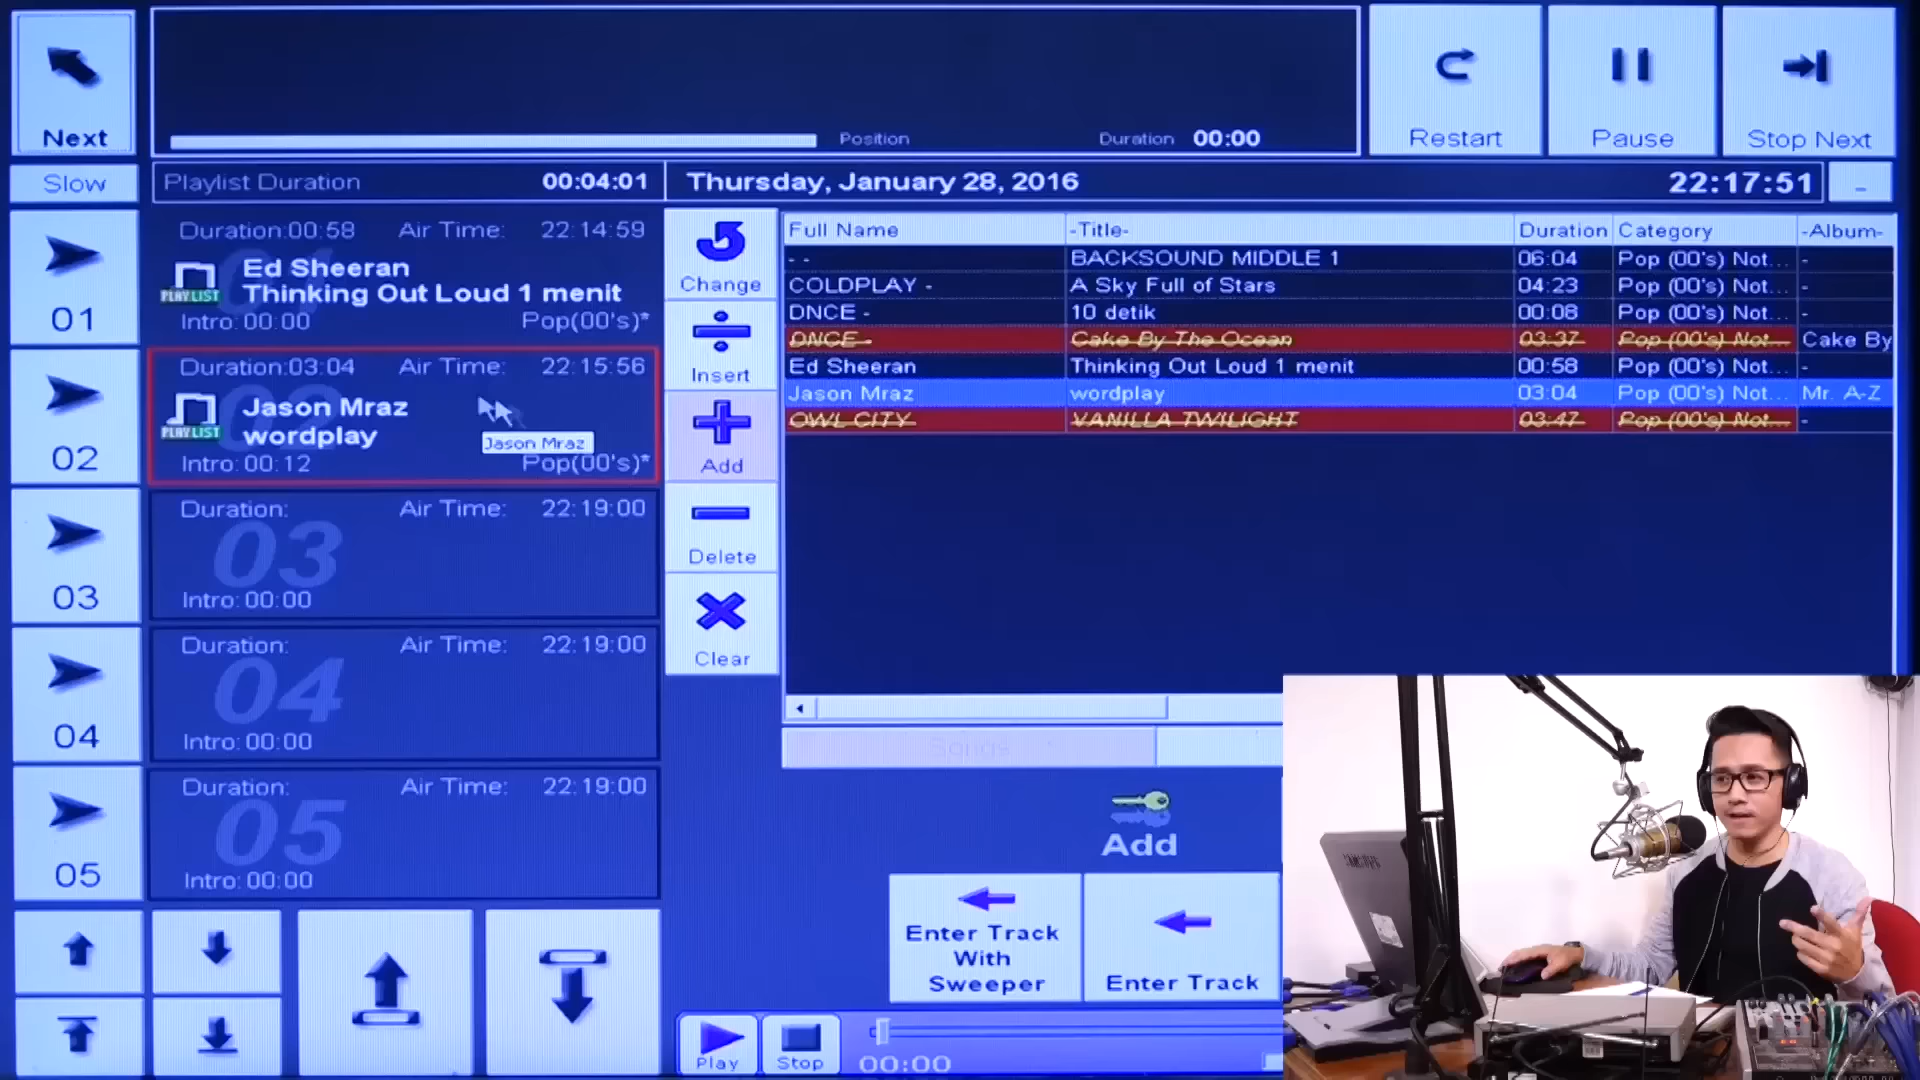 Next
Position
Duration 00:00
Restart
Pause
Stop Next
Slow
Playlist Duration 00:04:01
Thursday, January 28, 2016
22:17:51
-
01
Duration:00:58 Air Time: 22:14:59
Ed Sheeran
PLAYLIST
Thinking Out Loud 1 menit
Intro: 00:00 Pop(00's)*
02
Duration:03:04 Air Time: 22:15:56
Jason Mraz
PLAYLIST
wordplay
Jason Mraz
Intro: 00:12 Pop(00's)*
03
Duration: Air Time: 22:19:00
03
Intro: 00:00
04
Duration: Air Time: 22:19:00
04
Intro: 00:00
05
Duration: Air Time: 22:19:00
05
Intro: 00:00
Change
Insert
Add
Delete
Clear
Full Name -Title- Duration Category -Album-
- - BACKSOUND MIDDLE 1 06:04 Pop (00's) Not... -
COLDPLAY - A Sky Full of Stars 04:23 Pop (00's) Not... -
DNCE - 10 detik 00:08 Pop (00's) Not... -
DNCE - Cake By The Ocean 03:37 Pop (00's) Not... Cake By
Ed Sheeran Thinking Out Loud 1 menit 00:58 Pop (00's) Not... -
Jason Mraz wordplay 03:04 Pop (00's) Not... Mr. A-Z
OWL CITY VANILLA TWILIGHT 03:47 Pop (00's) Not... -
Songs
Add
Enter Track
With
Sweeper
Enter Track
Play
Stop
00:00
SAMSUNG